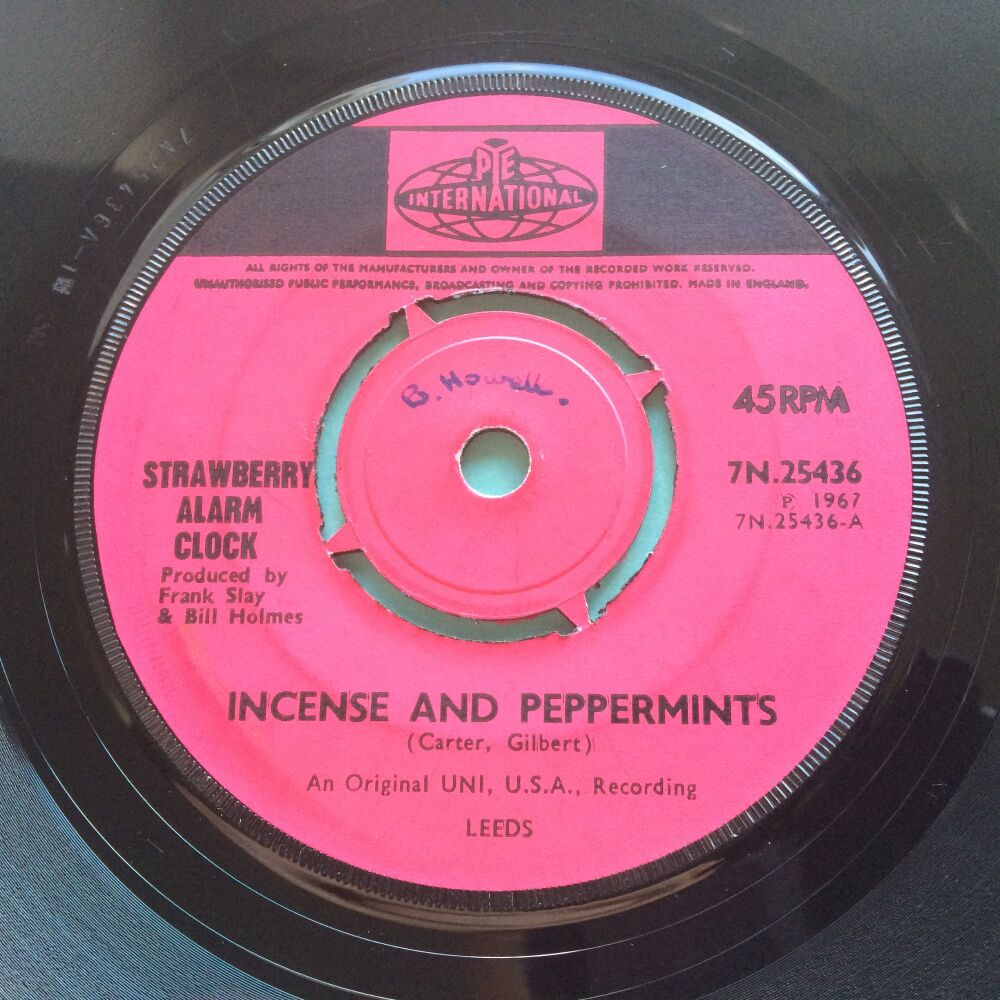 PYE
INTERNATIONAL
ALL RIGHTS OF THE MANUFACTURERS AND OWNER OF THE RECORDED WORK RESERVED.
UNAUTHORISED PUBLIC PERFORMANCE, BROADCASTING AND COPYING PROHIBITED. MADE IN ENGLAND.
B. Howell.
45 RPM
STRAWBERRY
ALARM
CLOCK
Produced by
Frank Slay
& Bill Holmes
7N.25436
P 1967
7N.25436-A
INCENSE AND PEPPERMINTS
(Carter, Gilbert)
An Original UNI, U.S.A., Recording
LEEDS